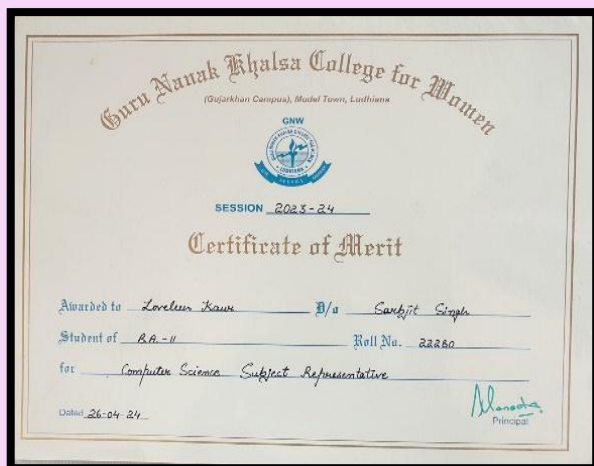 Guru Nanak Khalsa College for Women
(Gujarkhan Campus), Model Town, Ludhiana
GNW
SESSION 2023-24
Certificate of Merit
Awarded to Loveleen Kaur D/o Sarbjit Singh
Student of B.A.-II Roll No. 22280
for Computer Science Subject Representative
Dated 26-04-24
Principal